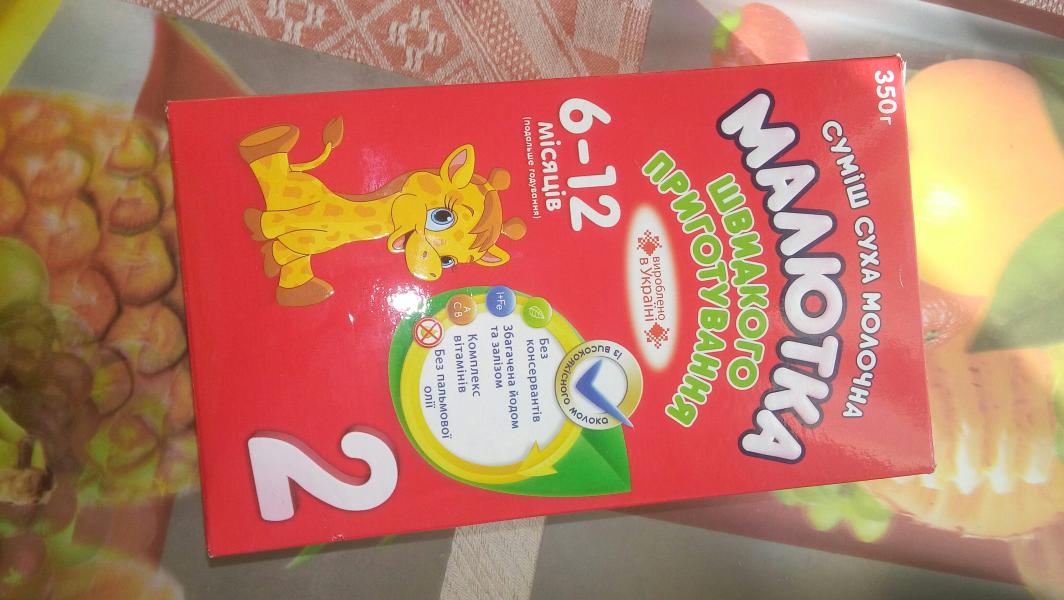 350г
СУМІШ СУХА МОЛОЧНА
МАЛЮТКА
ШВИДКОГО
ПРИГОТУВАННЯ
вироблено
в Україні
6-12
місяців
(подальше годування)
із високоякісного молока
Без
консервантів
I+Fe
Збагачена йодом
та залізом
A
C B
Комплекс
вітамінів
Без пальмової
олії
2